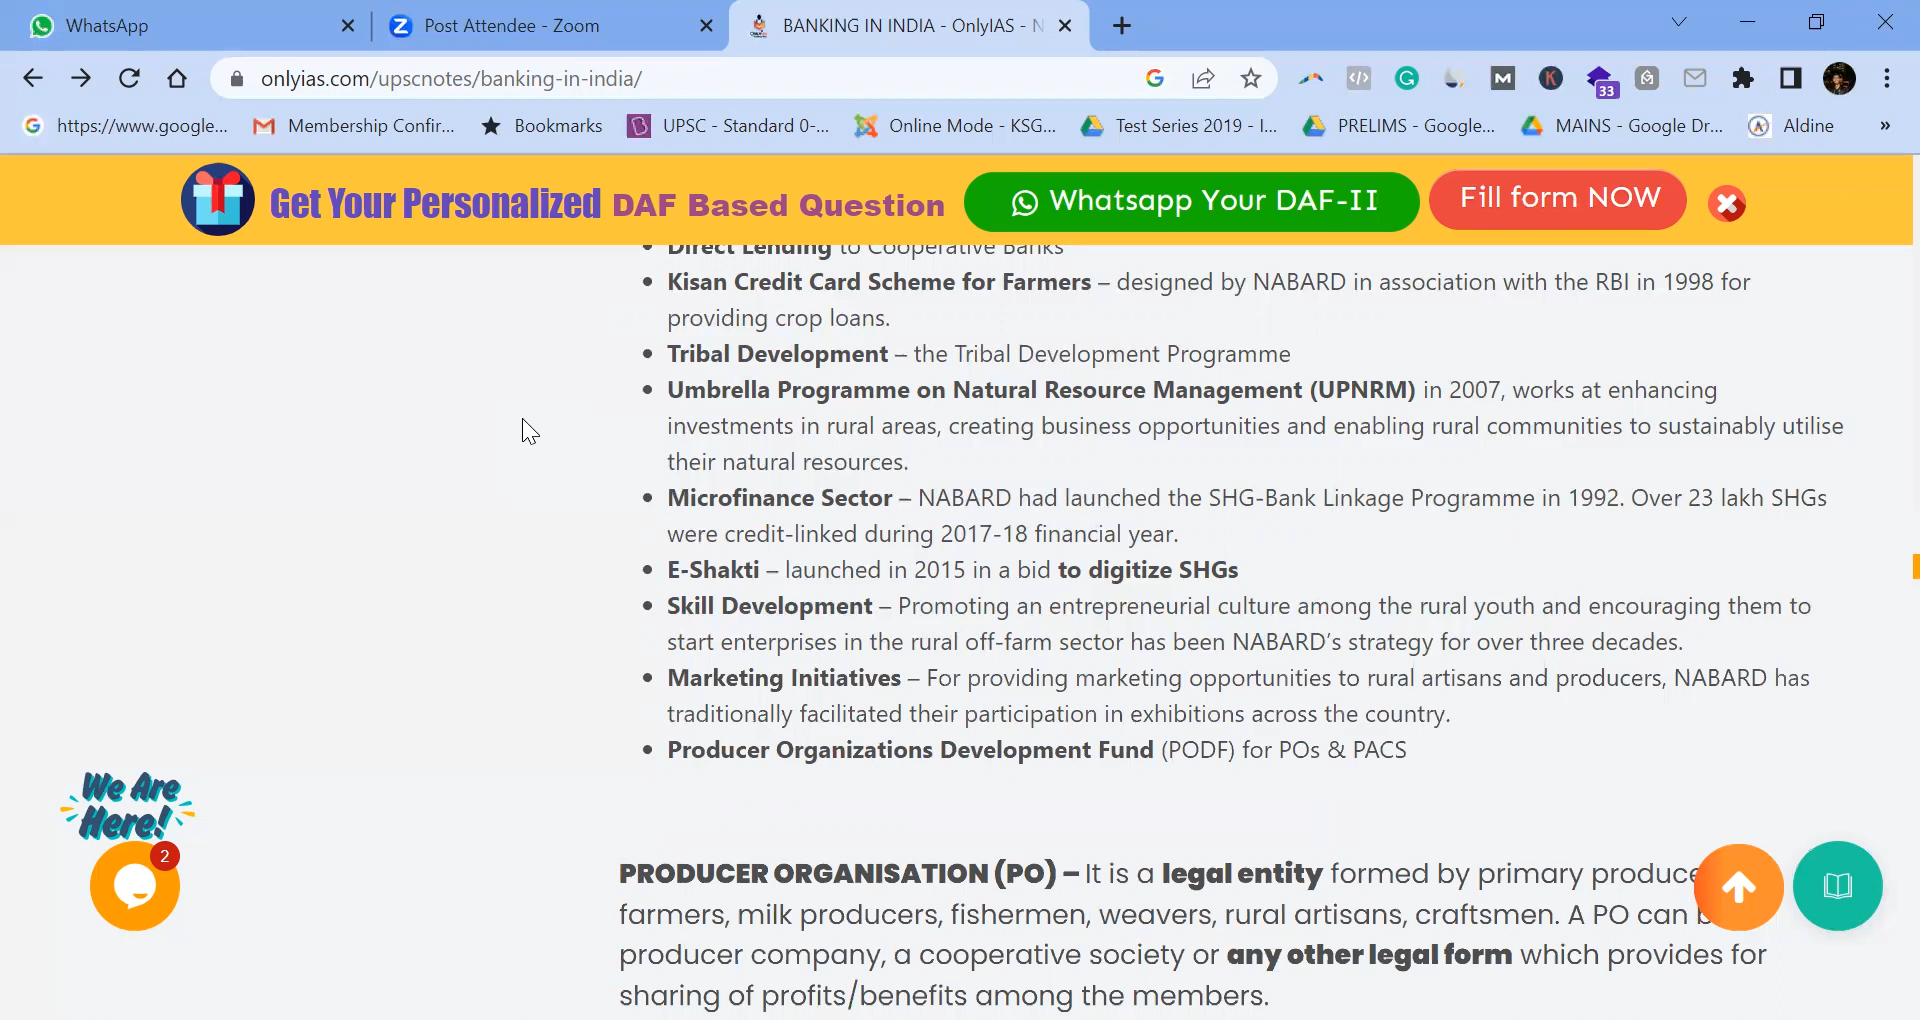 WhatsApp
Post Attendee - Zoom
BANKING IN INDIA - OnlyIAS - N
onlyias.com/upscnotes/banking-in-india/
33
https://www.google...
Membership Confir...
Bookmarks
UPSC - Standard 0-...
Online Mode - KSG...
Test Series 2019 - I...
PRELIMS - Google...
MAINS - Google Dr...
Aldine
»
Get Your Personalized DAF Based Question
Whatsapp Your DAF-II
Fill form NOW
Direct Lending to Cooperative Banks
Kisan Credit Card Scheme for Farmers – designed by NABARD in association with the RBI in 1998 for
providing crop loans.
Tribal Development – the Tribal Development Programme
Umbrella Programme on Natural Resource Management (UPNRM) in 2007, works at enhancing
investments in rural areas, creating business opportunities and enabling rural communities to sustainably utilise
their natural resources.
Microfinance Sector – NABARD had launched the SHG-Bank Linkage Programme in 1992. Over 23 lakh SHGs
were credit-linked during 2017-18 financial year.
E-Shakti – launched in 2015 in a bid to digitize SHGs
Skill Development – Promoting an entrepreneurial culture among the rural youth and encouraging them to
start enterprises in the rural off-farm sector has been NABARD's strategy for over three decades.
Marketing Initiatives – For providing marketing opportunities to rural artisans and producers, NABARD has
traditionally facilitated their participation in exhibitions across the country.
Producer Organizations Development Fund (PODF) for POs & PACS
We Are
Here!
2
PRODUCER ORGANISATION (PO) – It is a legal entity formed by primary produce
farmers, milk producers, fishermen, weavers, rural artisans, craftsmen. A PO can
producer company, a cooperative society or any other legal form which provides for
sharing of profits/benefits among the members.